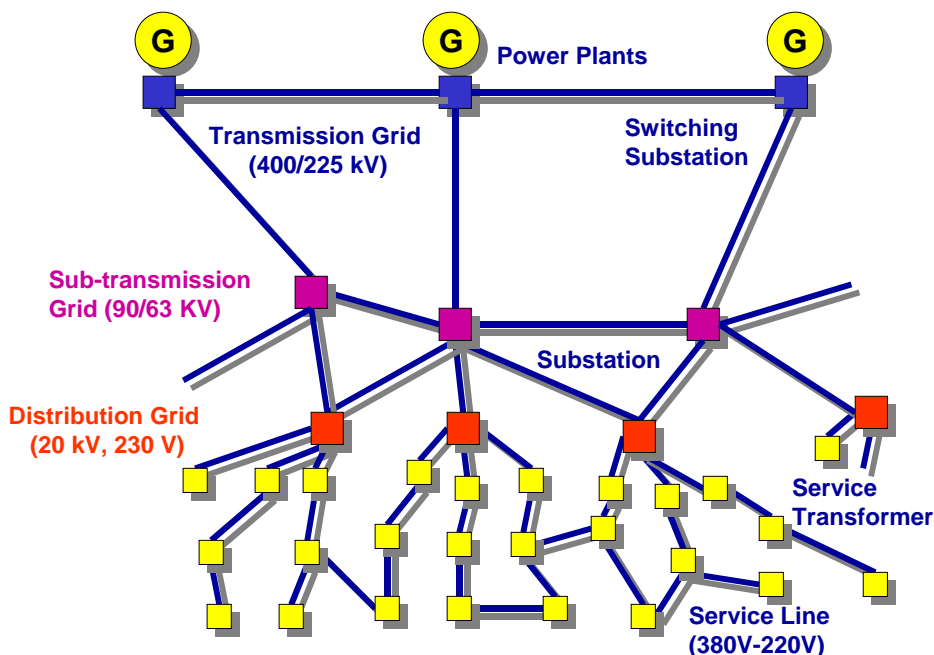 G
G
G
Power Plants
Transmission Grid
(400/225 kV)
Switching
Substation
Sub-transmission
Grid (90/63 KV)
Substation
Distribution Grid
(20 kV, 230 V)
Service
Transformer
Service Line
(380V-220V)